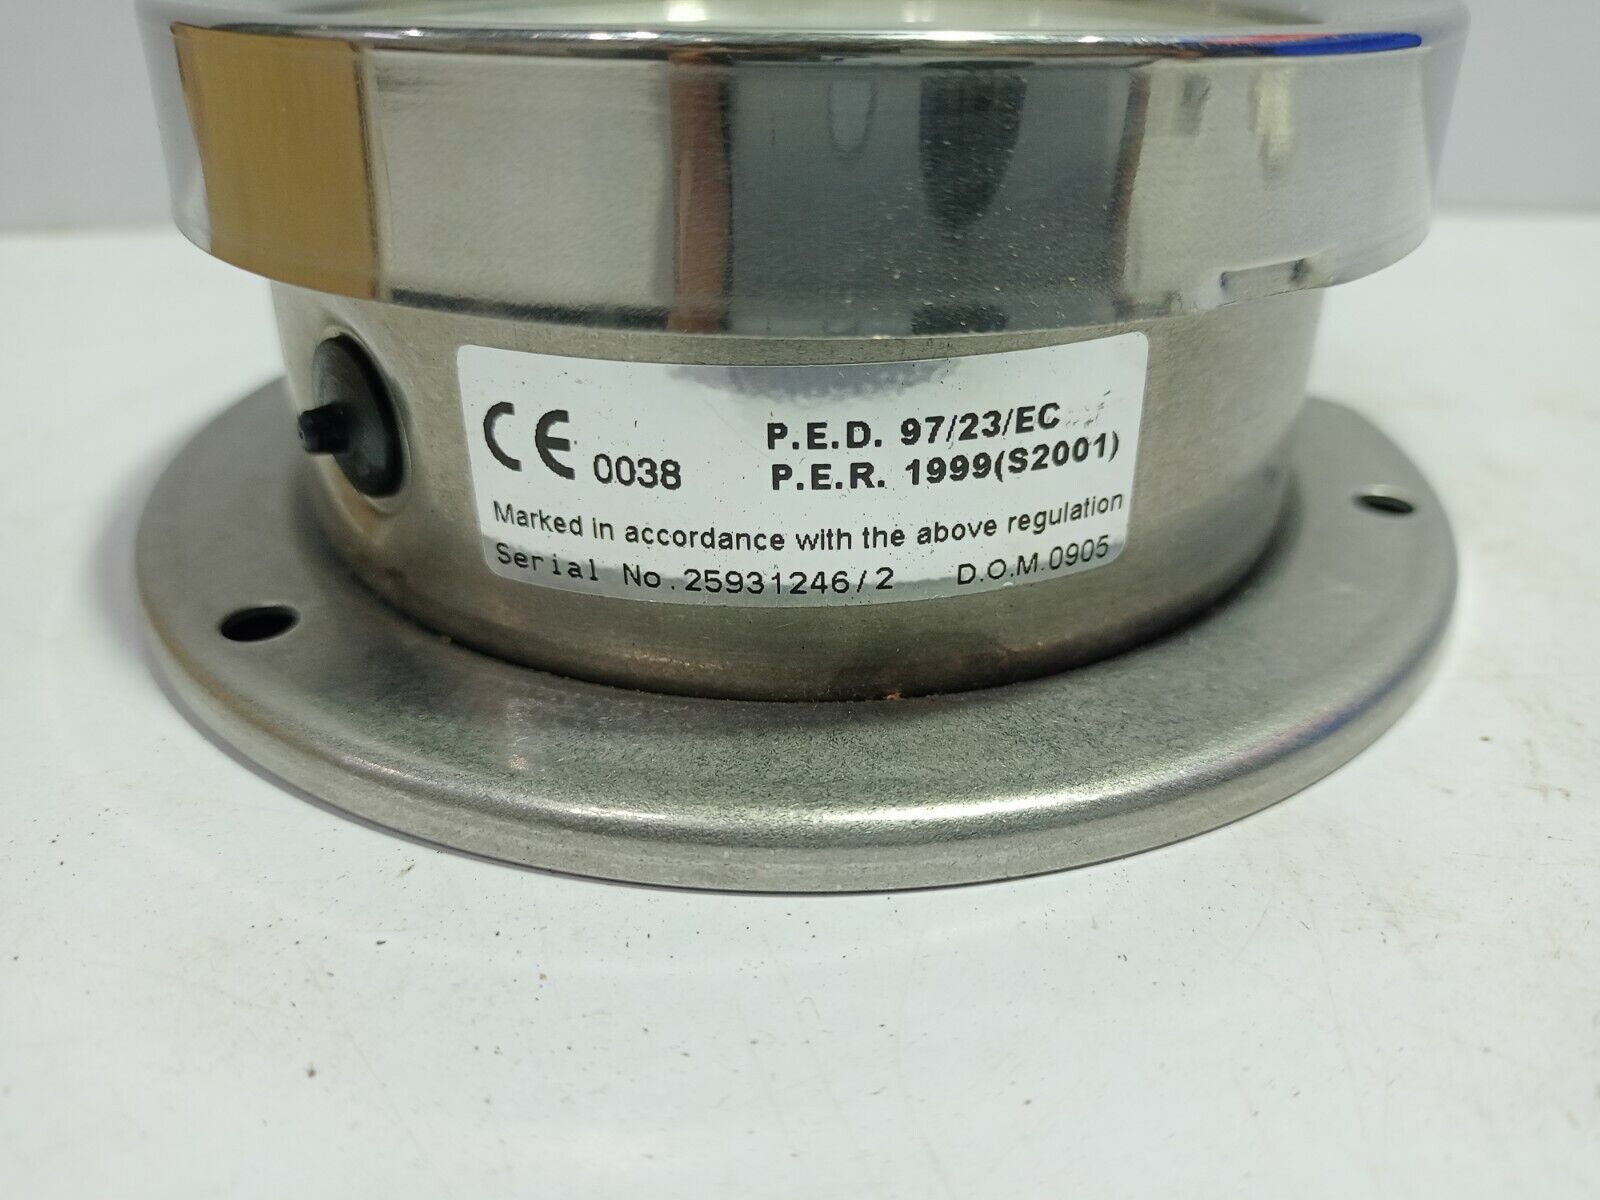 CE 0038
P.E.D. 97/23/EC
P.E.R. 1999(S2001)
Marked in accordance with the above regulation
Serial No.25931246/2 D.O.M.0905